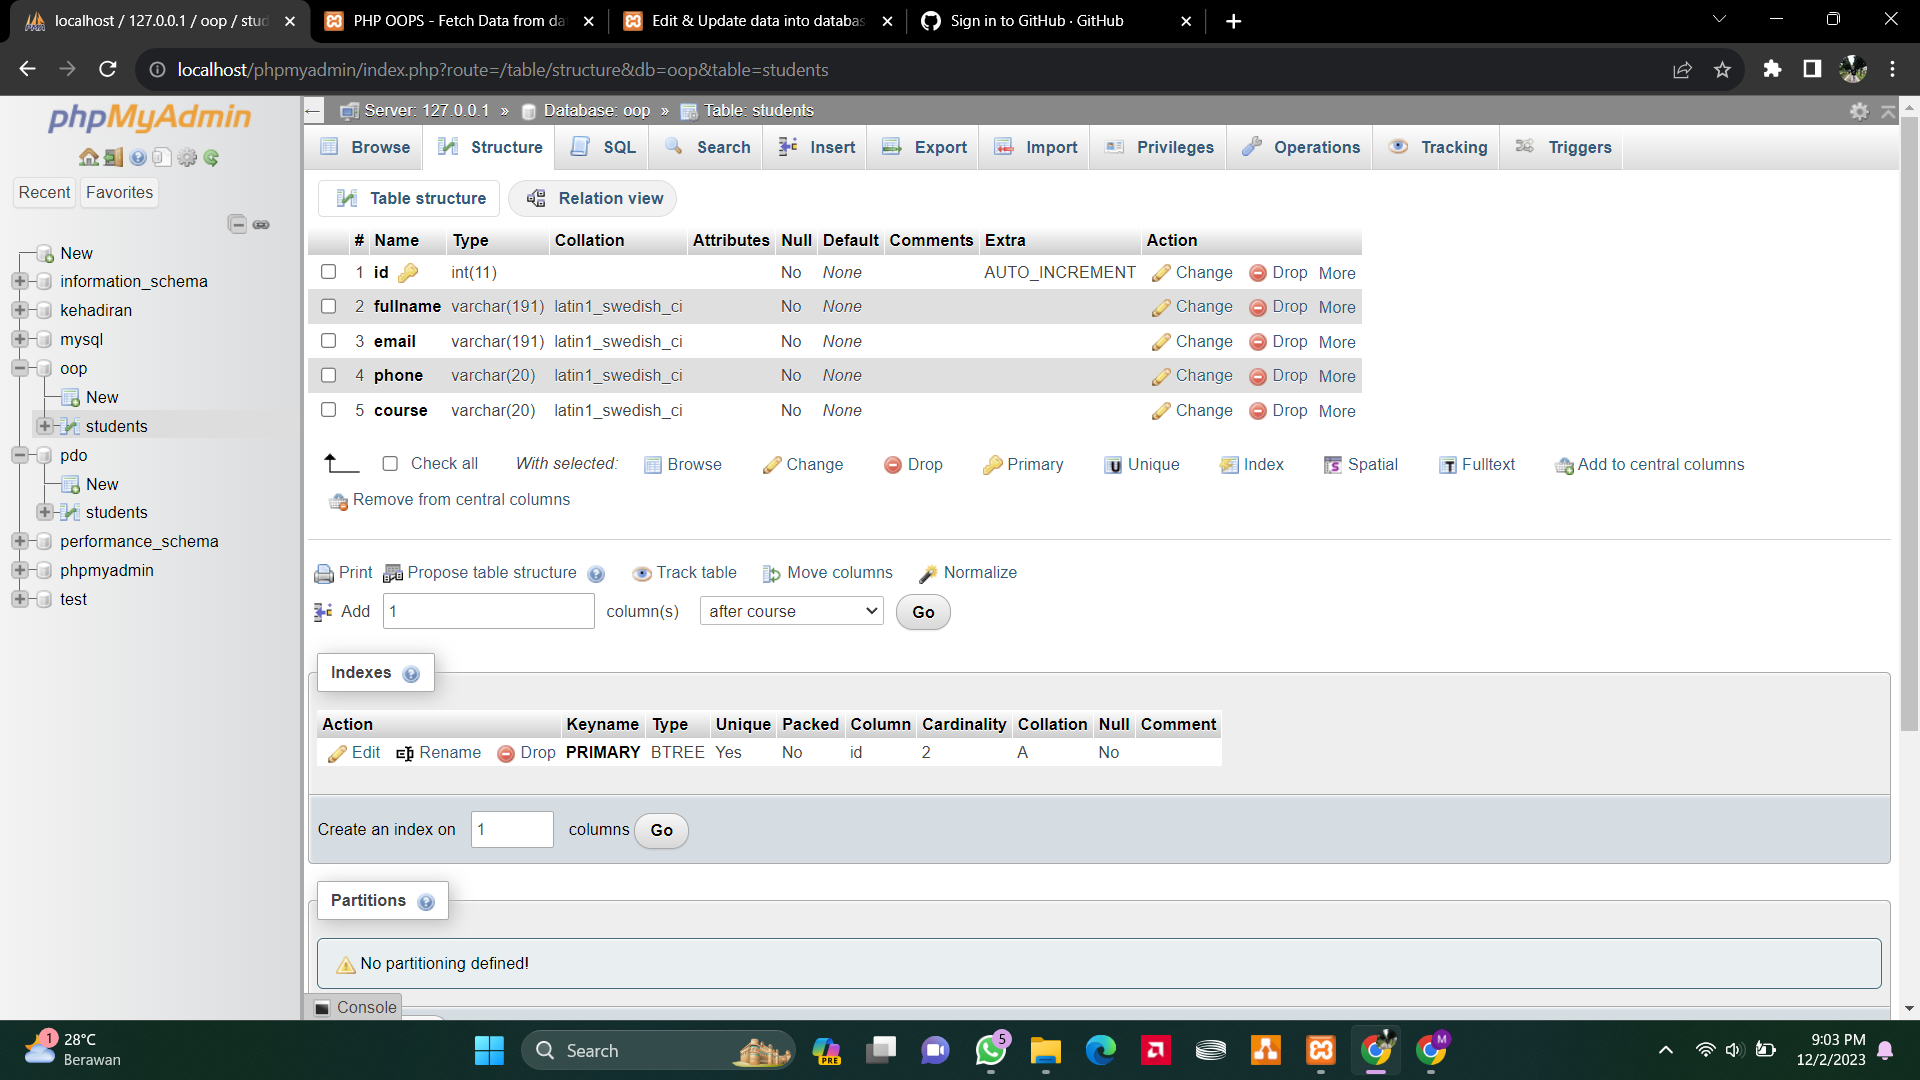 localhost / 127.0.0.1 / oop / stud
PHP OOPS - Fetch Data from da
Edit & Update data into databas
Sign in to GitHub · GitHub
localhost/phpmyadmin/index.php?route=/table/structure&db=oop&table=students
phpMyAdmin
Recent Favorites
New
information_schema
kehadiran
mysql
oop
New
students
pdo
New
students
performance_schema
phpmyadmin
test
Server: 127.0.0.1 » Database: oop » Table: students
Browse Structure SQL Search Insert Export Import Privileges Operations Tracking Triggers
Table structure Relation view
# Name Type Collation Attributes Null Default Comments Extra Action
1 id int(11) No None AUTO_INCREMENT Change Drop More
2 fullname varchar(191) latin1_swedish_ci No None Change Drop More
3 email varchar(191) latin1_swedish_ci No None Change Drop More
4 phone varchar(20) latin1_swedish_ci No None Change Drop More
5 course varchar(20) latin1_swedish_ci No None Change Drop More
Check all With selected: Browse Change Drop Primary Unique Index Spatial Fulltext Add to central columns
Remove from central columns
Print Propose table structure Track table Move columns Normalize
Add 1 column(s) after course Go
Indexes
Action Keyname Type Unique Packed Column Cardinality Collation Null Comment
Edit Rename Drop PRIMARY BTREE Yes No id 2 A No
Create an index on 1 columns Go
Partitions
No partitioning defined!
Console
1
28°C
Berawan
Search
PRE
5
M
9:03 PM
12/2/2023